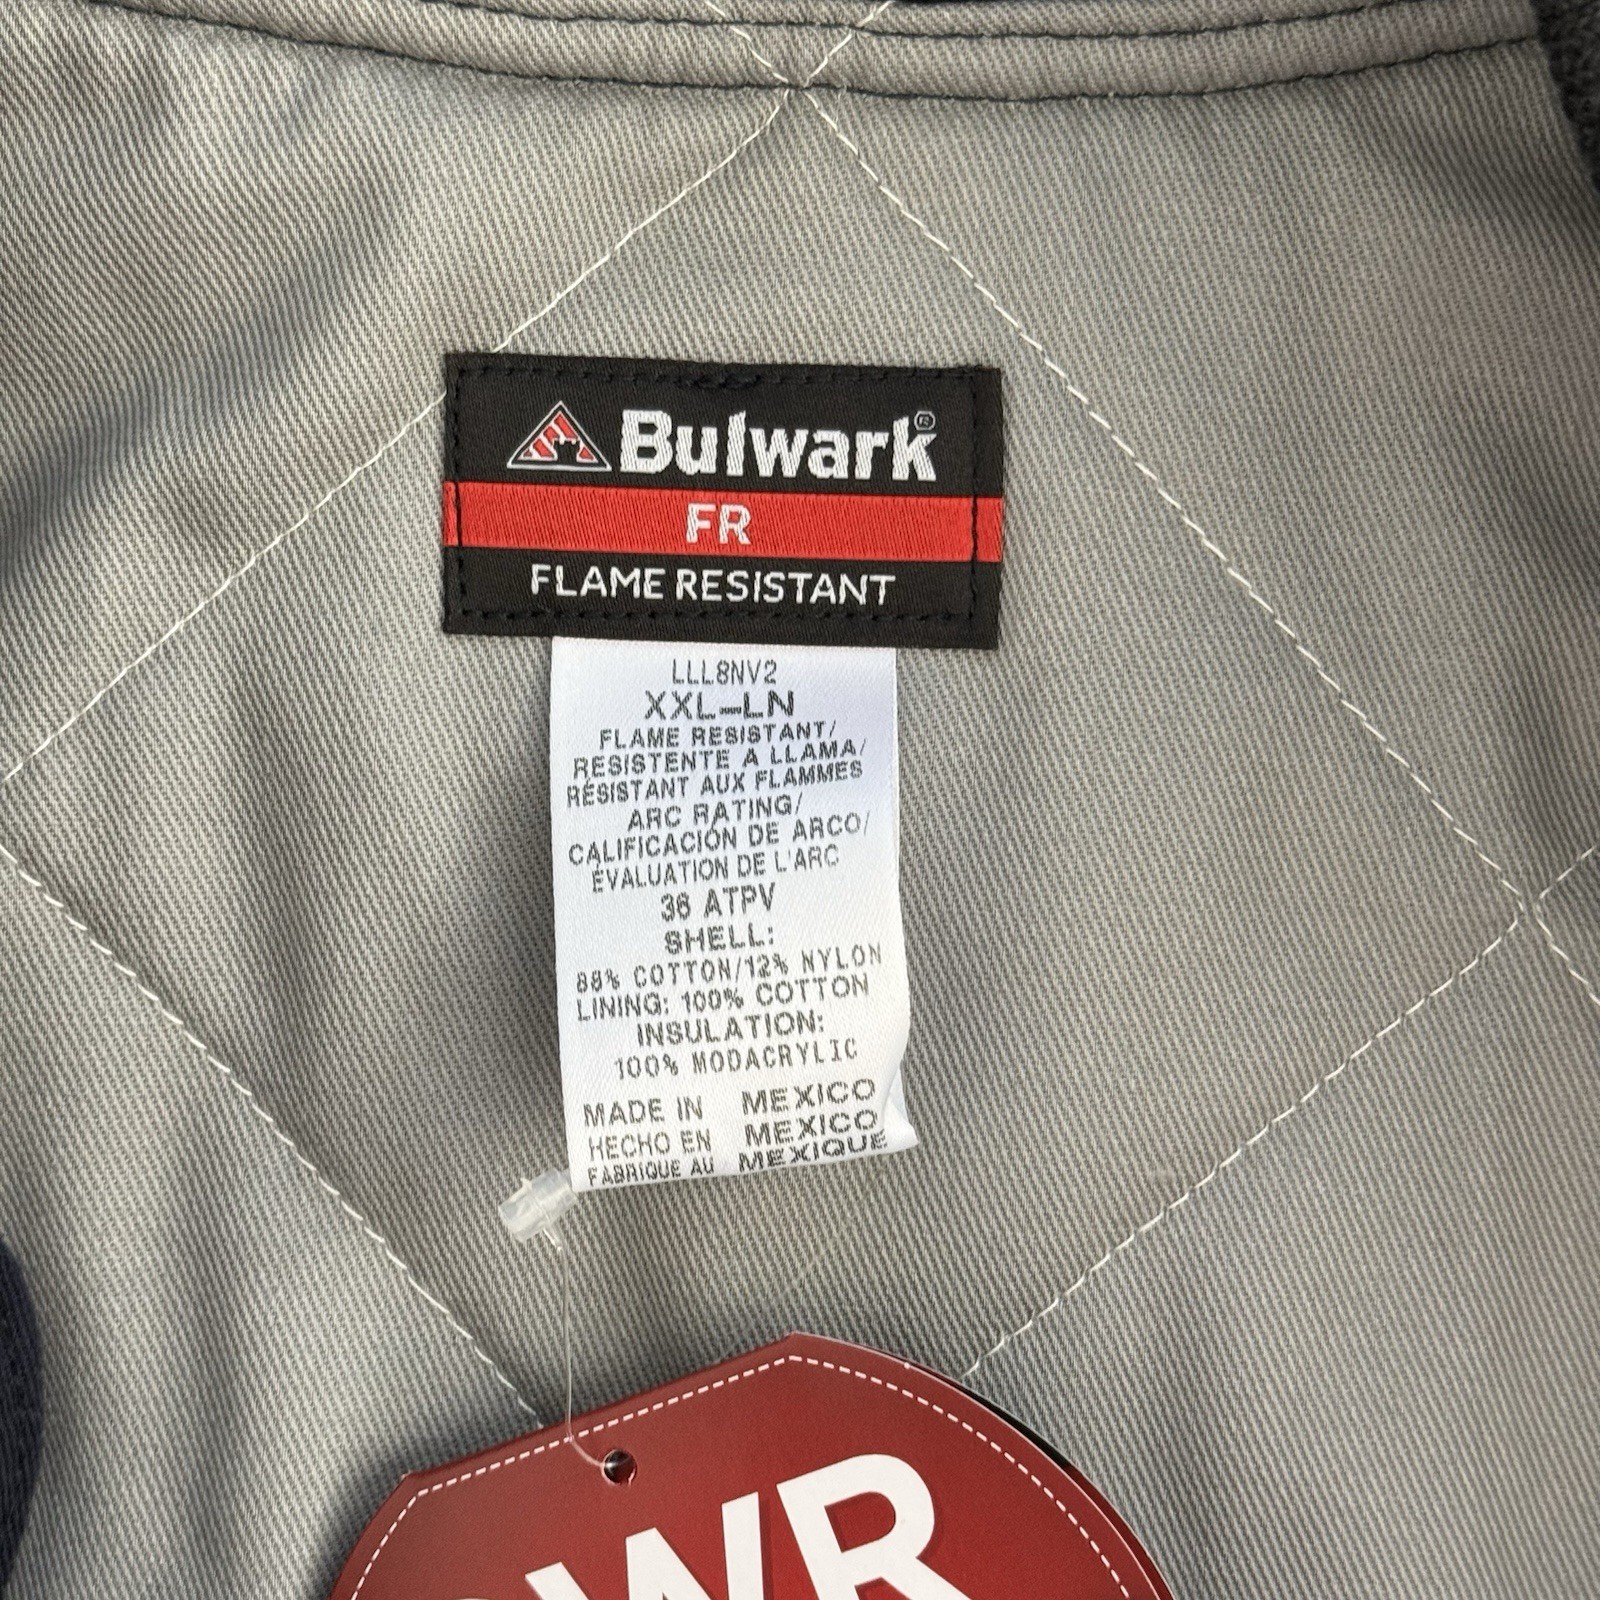 Bulwark®
FR
FLAME RESISTANT
LLL8NV2
XXL-LN
FLAME RESISTANT/
RESISTENTE A LLAMA/
RÉSISTANT AUX FLAMMES
ARC RATING/
CALIFICACIÓN DE ARCO/
ÉVALUATION DE L'ARC
36 ATPV
SHELL:
88% COTTON/12% NYLON
LINING: 100% COTTON
INSULATION:
100% MODACRYLIC
MADE IN MEXICO
HECHO EN MEXICO
FABRIQUE AU MEXIQUE
WR